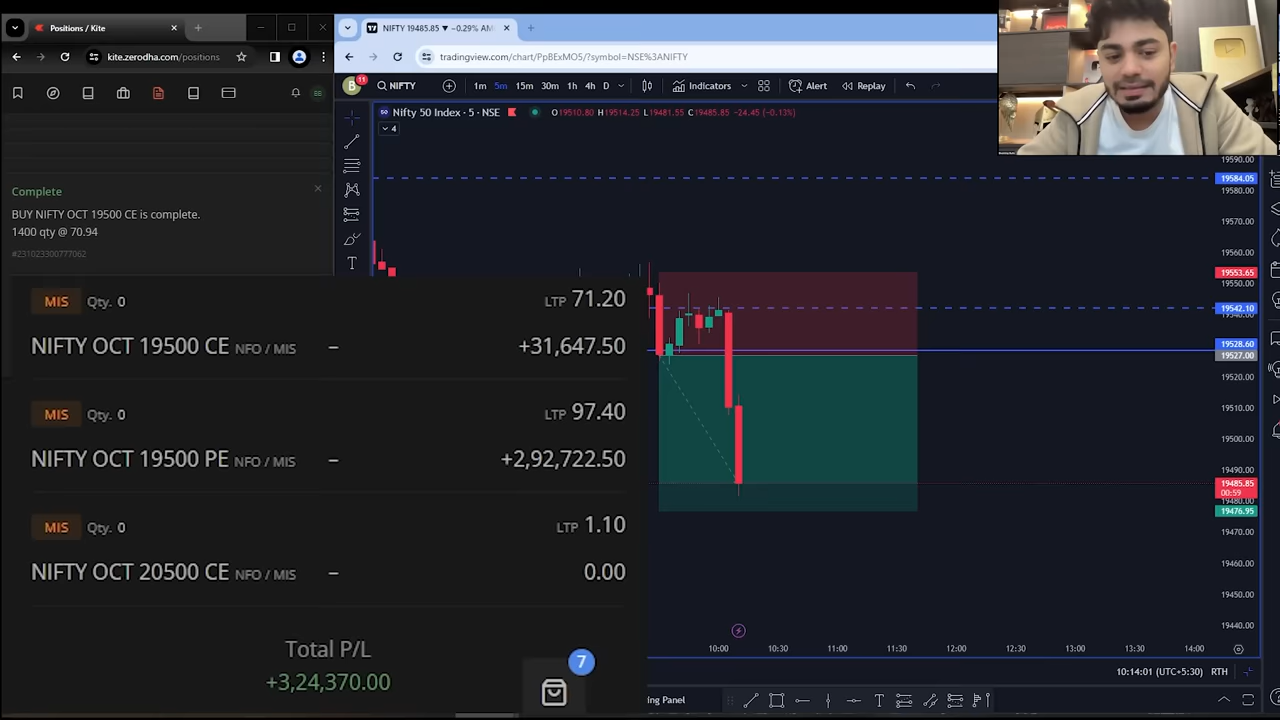 Positions / Kite
NIFTY 19485.85 ▼ −0.29%
kite.zerodha.com/positions
tradingview.com/chart/PpBExMO5/?symbol=NSE%3ANIFTY
B
11
NIFTY
1m 5m 15m 30m 1h 4h D
Indicators
Alert
Replay
Nifty 50 Index · 5 · NSE
O19510.80 H19514.25 L19481.55 C19485.85 −24.45 (−0.13%)
4
Complete
BUY NIFTY OCT 19500 CE is complete.
1400 qty @ 70.94
#231023300777062
MIS Qty. 0 LTP 71.20
NIFTY OCT 19500 CE NFO / MIS – +31,647.50
MIS Qty. 0 LTP 97.40
NIFTY OCT 19500 PE NFO / MIS – +2,92,722.50
MIS Qty. 0 LTP 1.10
NIFTY OCT 20500 CE NFO / MIS – 0.00
Total P/L
+3,24,370.00
7
19590.00
19584.05
19580.00
19570.00
19560.00
19553.65
19550.00
19542.10
19528.60
19527.00
19520.00
19510.00
19500.00
19490.00
19485.85
00:59
19480.00
19476.95
19470.00
19460.00
19450.00
19440.00
10:00 10:30 11:00 11:30 12:00 12:30 13:00 13:30 14:00
10:14:01 (UTC+5:30) RTH
ing Panel